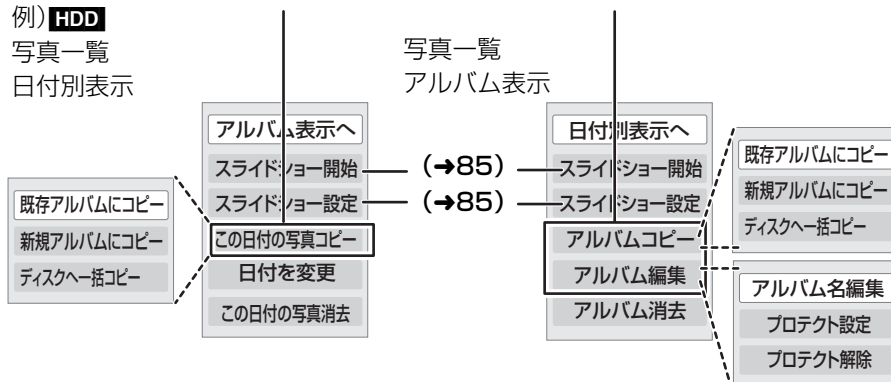 例）HDD
写真一覧
日付別表示
写真一覧
アルバム表示
アルバム表示へ
スライドショー開始
スライドショー設定
この日付の写真コピー
日付を変更
この日付の写真消去
既存アルバムにコピー
新規アルバムにコピー
ディスクへ一括コピー
（➜85）
（➜85）
日付別表示へ
スライドショー開始
スライドショー設定
アルバムコピー
アルバム編集
アルバム消去
既存アルバムにコピー
新規アルバムにコピー
ディスクへ一括コピー
アルバム名編集
プロテクト設定
プロテクト解除